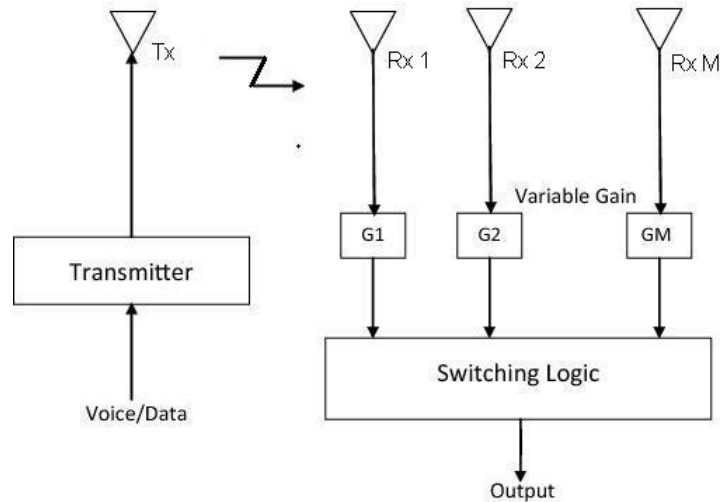 Tx
Rx 1
Rx 2
Rx M
Variable Gain
G1
G2
GM
Transmitter
Switching Logic
Voice/Data
Output